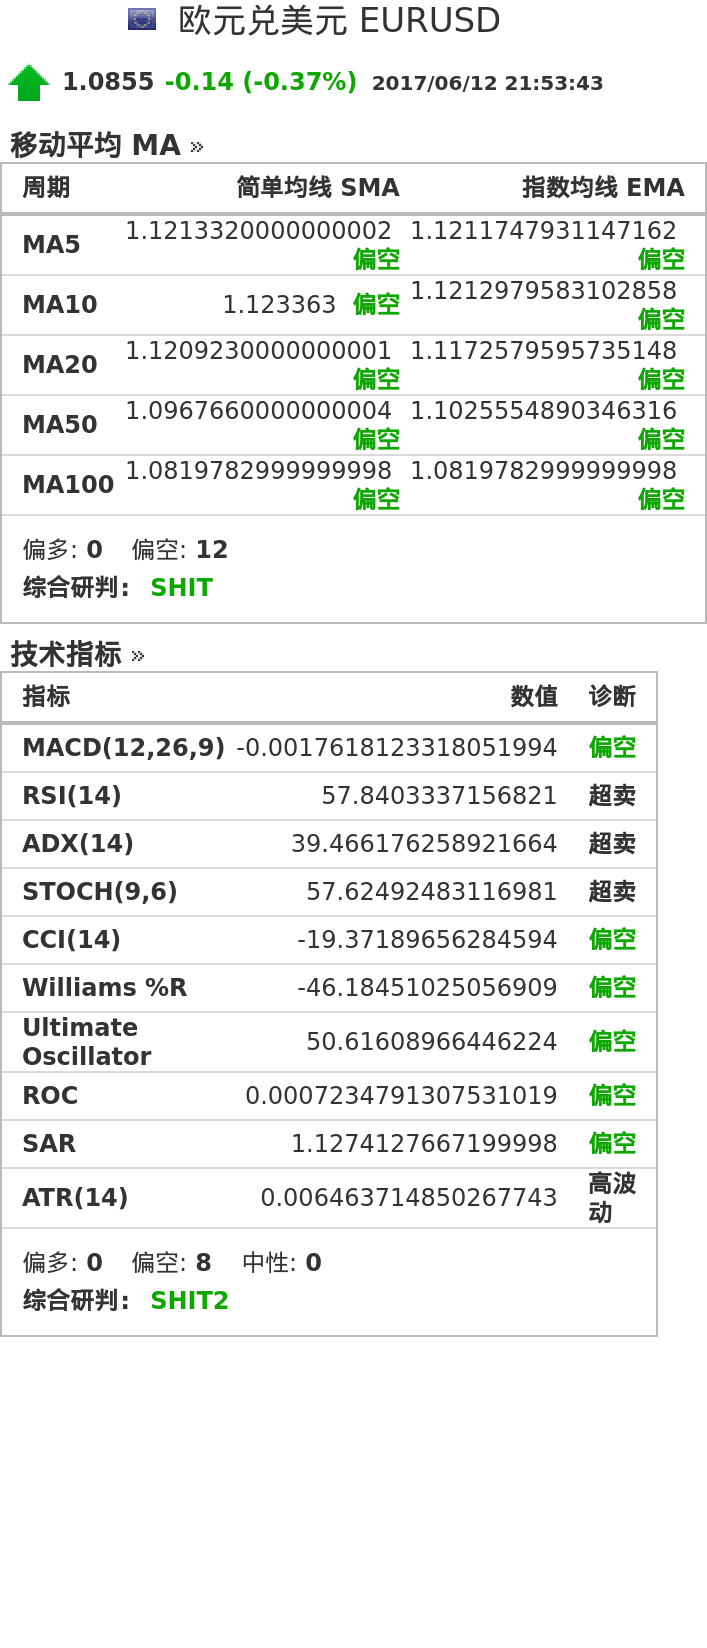 欧元兑美元 EURUSD
1.0855 -0.14 (-0.37%) 2017/06/12 21:53:43
移动平均 MA »
周期 简单均线 SMA 指数均线 EMA
MA5 1.1213320000000002 偏空 1.1211747931147162 偏空
MA10 1.123363 偏空 1.1212979583102858 偏空
MA20 1.1209230000000001 偏空 1.1172579595735148 偏空
MA50 1.0967660000000004 偏空 1.1025554890346316 偏空
MA100 1.0819782999999998 偏空 1.0819782999999998 偏空
偏多: 0 偏空: 12
综合研判: SHIT
技术指标 »
指标 数值 诊断
MACD(12,26,9) -0.0017618123318051994 偏空
RSI(14) 57.8403337156821 超卖
ADX(14) 39.466176258921664 超卖
STOCH(9,6) 57.62492483116981 超卖
CCI(14) -19.37189656284594 偏空
Williams %R -46.18451025056909 偏空
Ultimate
Oscillator 50.61608966446224 偏空
ROC 0.0007234791307531019 偏空
SAR 1.1274127667199998 偏空
ATR(14) 0.006463714850267743 高波
动
偏多: 0 偏空: 8 中性: 0
综合研判: SHIT2